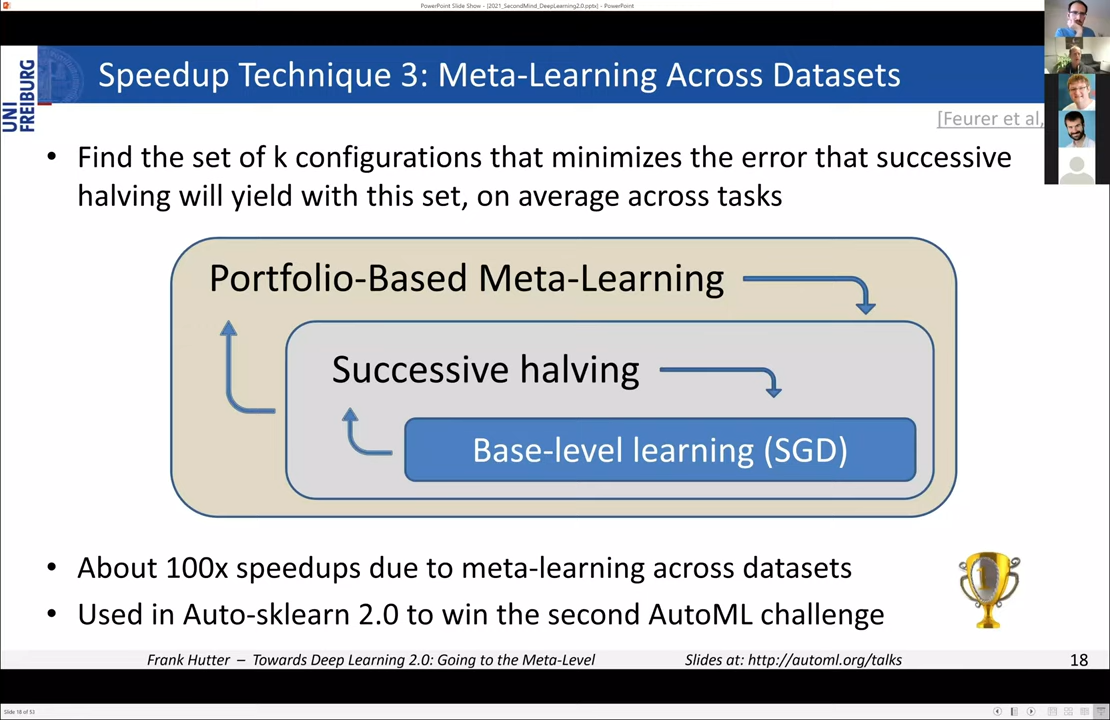 PowerPoint Slide Show - [2021_SecondMind_DeepLearning2.0.pptx] - PowerPoint
UNI
FREIBURG
Speedup Technique 3: Meta-Learning Across Datasets
[Feurer et al,
• Find the set of k configurations that minimizes the error that successive
halving will yield with this set, on average across tasks
Portfolio-Based Meta-Learning
Successive halving
Base-level learning (SGD)
• About 100x speedups due to meta-learning across datasets
• Used in Auto-sklearn 2.0 to win the second AutoML challenge
1
Frank Hutter – Towards Deep Learning 2.0: Going to the Meta-Level
Slides at: http://automl.org/talks
18
Slide 18 of 53